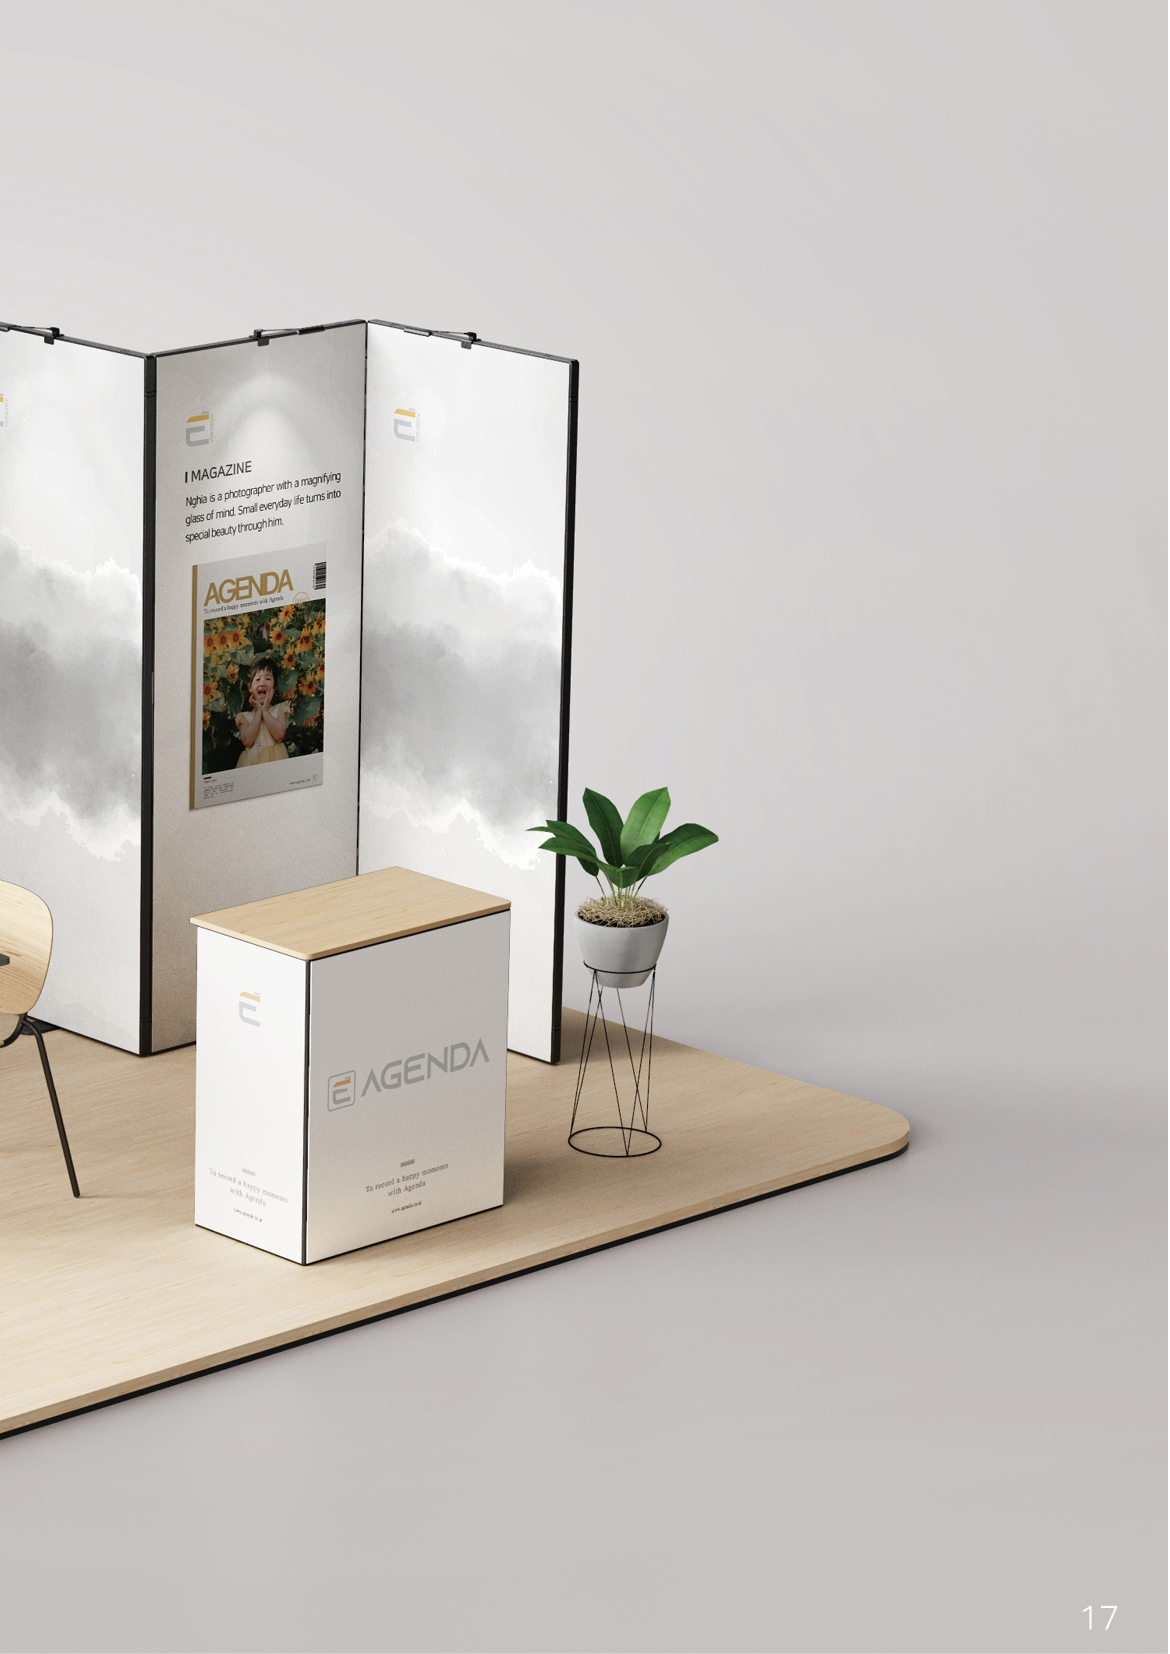 MAGAZINE
Nghia is a photographer with a magnifying
glass of mind. Small everyday life turns into
special beauty through him.
AGENDA
To record a happy moments with Agenda
AGENDA
To record a happy moments
with Agenda
To record a happy moments
with Agenda
17